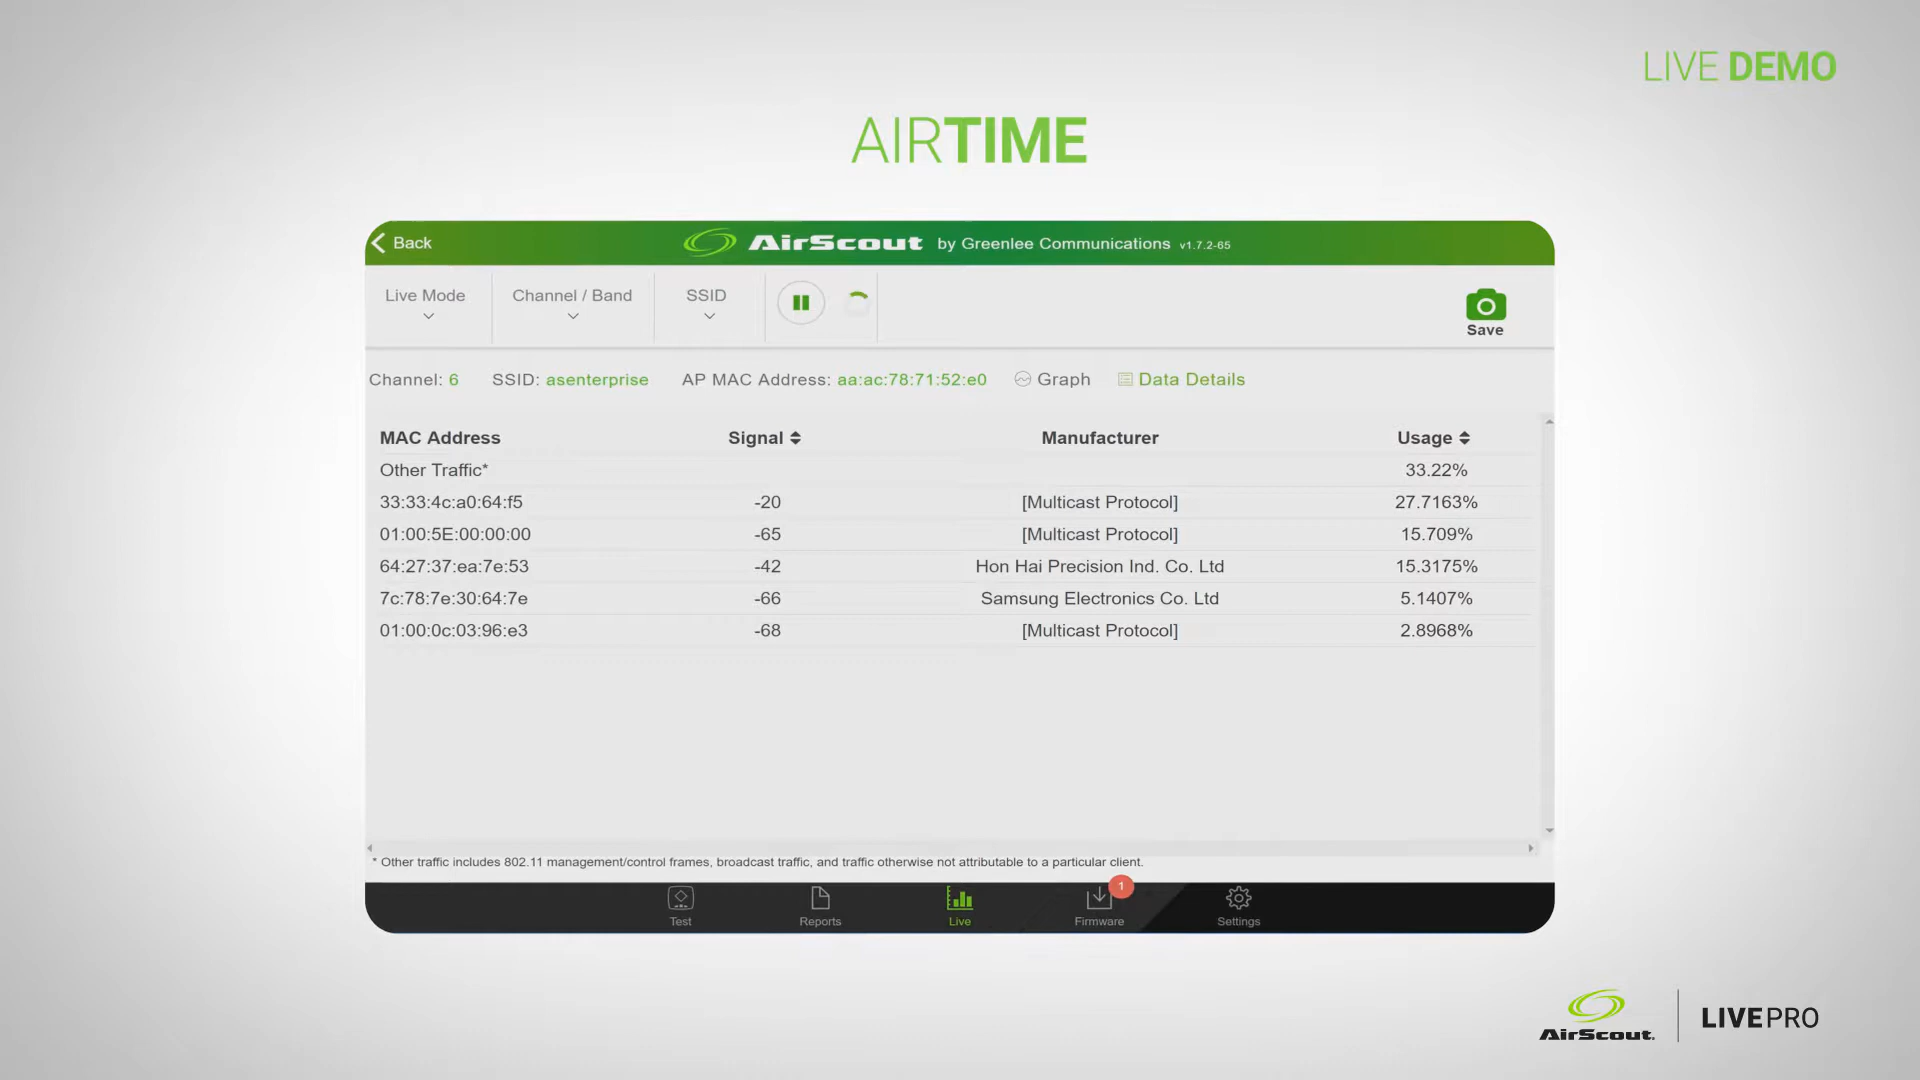 LIVE DEMO
AIRTIME
Back
AirScout by Greenlee Communications v1.7.2-65
Live Mode
Channel / Band
SSID
Save
Channel: 6 SSID: asenterprise AP MAC Address: aa:ac:78:71:52:e0 Graph Data Details
MAC Address Signal Manufacturer Usage
Other Traffic* 33.22%
33:33:4c:a0:64:f5 -20 [Multicast Protocol] 27.7163%
01:00:5E:00:00:00 -65 [Multicast Protocol] 15.709%
64:27:37:ea:7e:53 -42 Hon Hai Precision Ind. Co. Ltd 15.3175%
7c:78:7e:30:64:7e -66 Samsung Electronics Co. Ltd 5.1407%
01:00:0c:03:96:e3 -68 [Multicast Protocol] 2.8968%
* Other traffic includes 802.11 management/control frames, broadcast traffic, and traffic otherwise not attributable to a particular client.
1
Test Reports Live Firmware Settings
AirScout. LIVEPRO